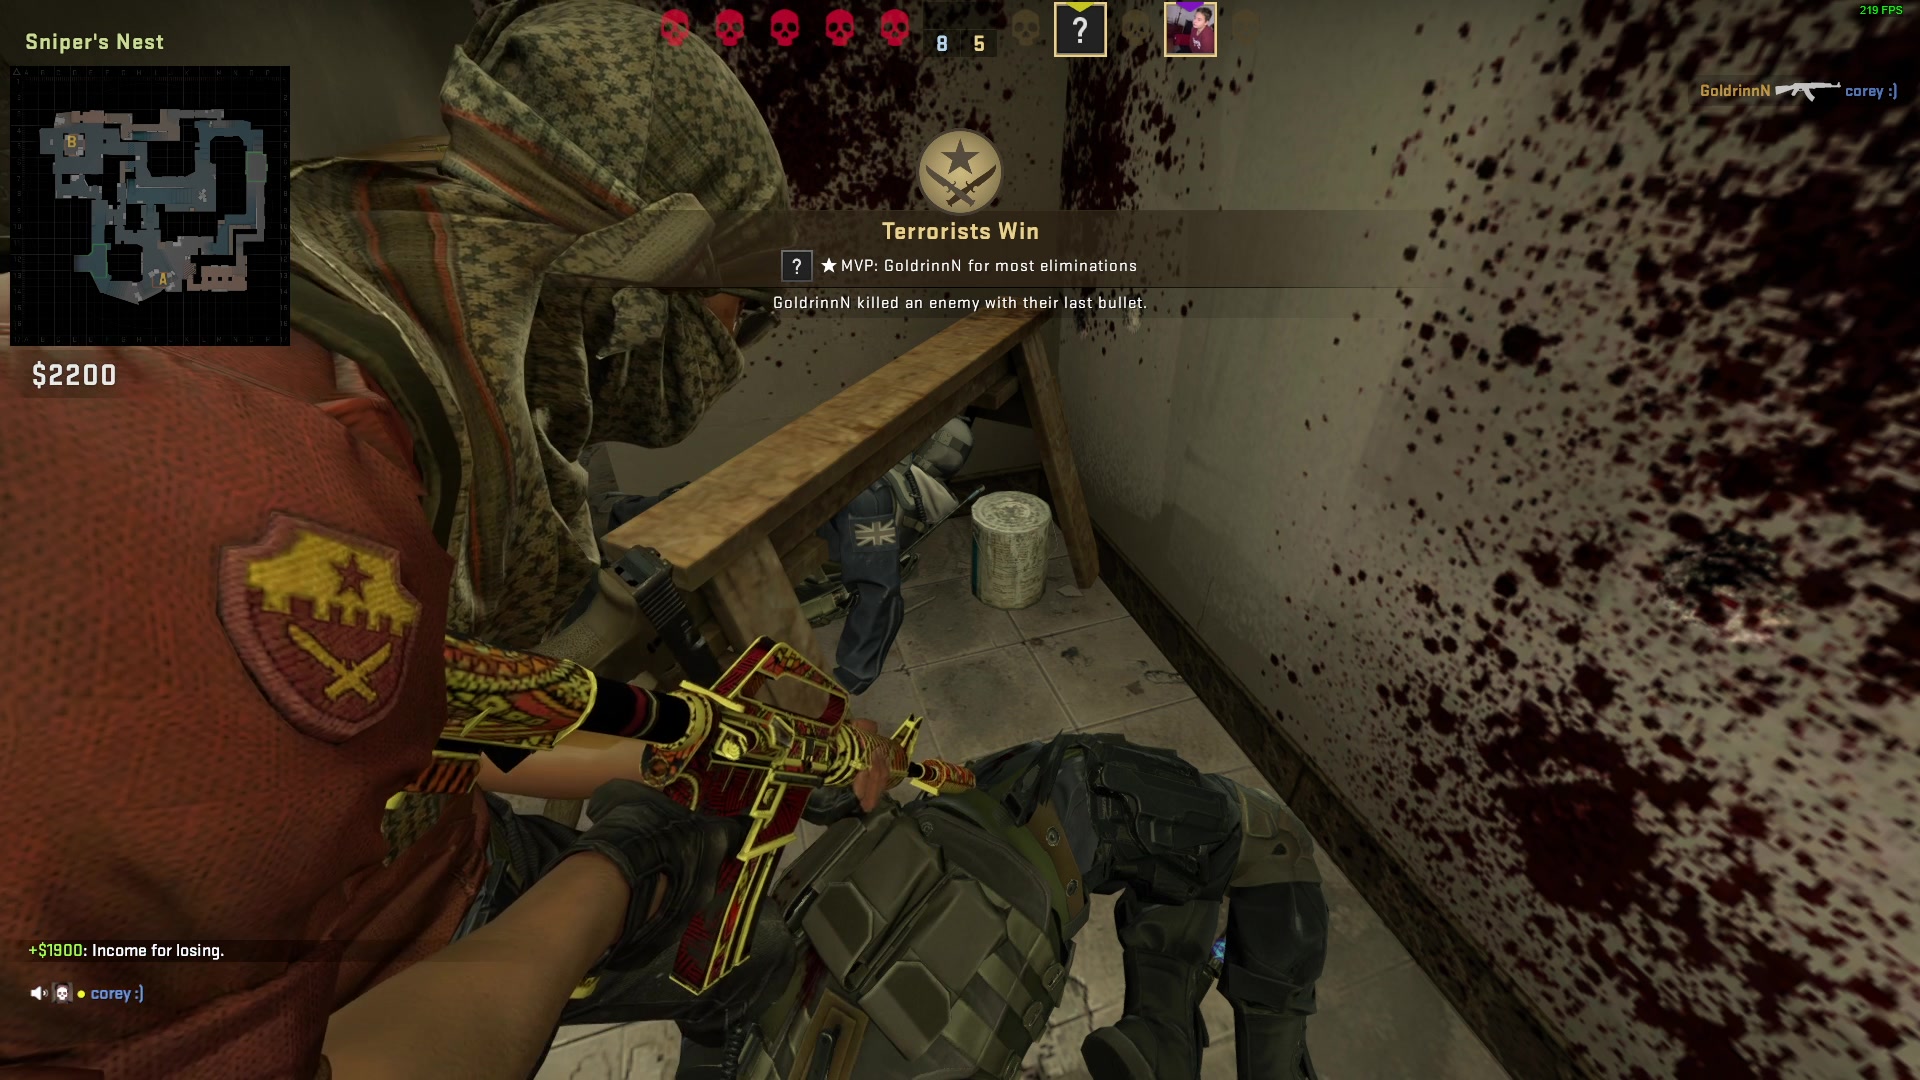 219 FPS
Sniper's Nest
8 5
?
GoldrinnN corey :)
B
A
Terrorists Win
? MVP: GoldrinnN for most eliminations
GoldrinnN killed an enemy with their last bullet.
$2200
+$1900: Income for losing.
corey :)